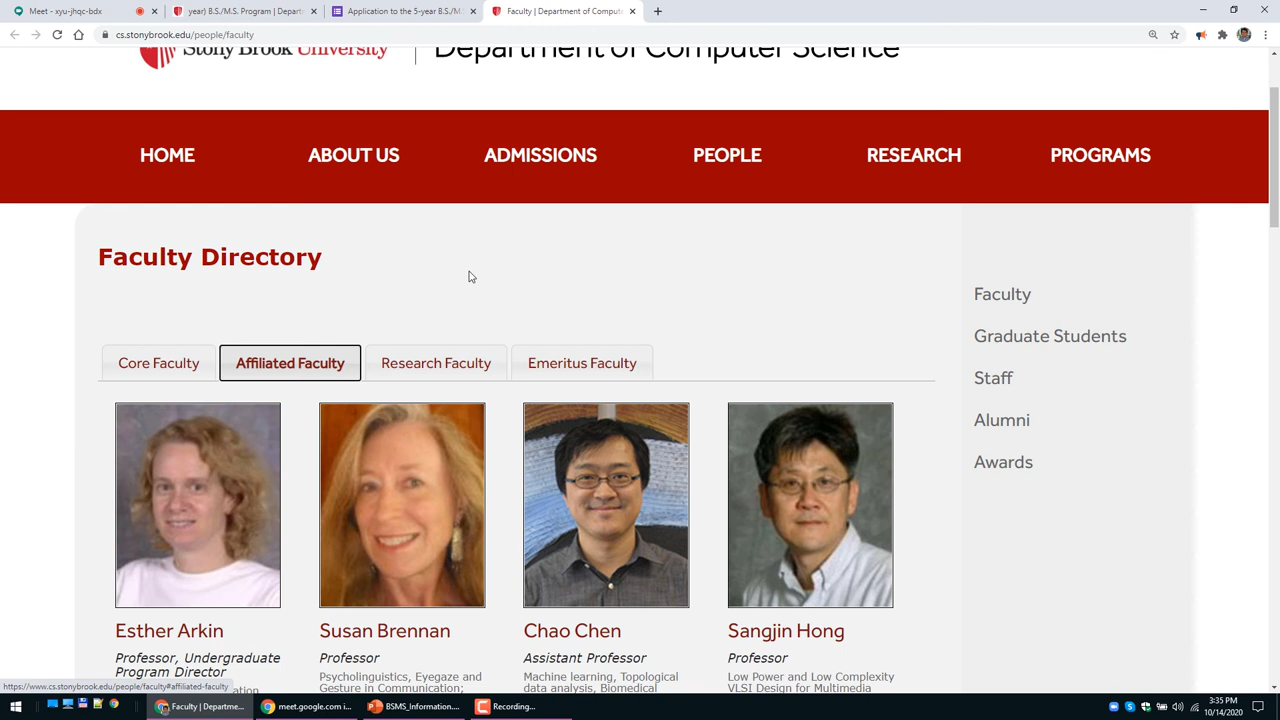 Meet - xyu-jhqc-bdx
year) B.S./M.S. Program | Depart
Application to the 5-year B.S./M.S
Faculty | Department of Compute
cs.stonybrook.edu/people/faculty
Stony Brook University
Department of Computer Science
HOME
ABOUT US
ADMISSIONS
PEOPLE
RESEARCH
PROGRAMS
Faculty Directory
Core Faculty
Affiliated Faculty
Research Faculty
Emeritus Faculty
Faculty
Graduate Students
Staff
Alumni
Awards
Esther Arkin
Professor, Undergraduate
Program Director
Susan Brennan
Professor
Psycholinguistics, Eyegaze and
Gesture in Communication;
Chao Chen
Assistant Professor
Machine learning, Topological
data analysis, Biomedical
Sangjin Hong
Professor
Low Power and Low Complexity
VLSI Design for Multimedia
https://www.cs.stonybrook.edu/people/faculty#affiliated-faculty
Faculty | Departme...
meet.google.com i...
BSMS_Information....
Recording...
3:35 PM
10/14/2020